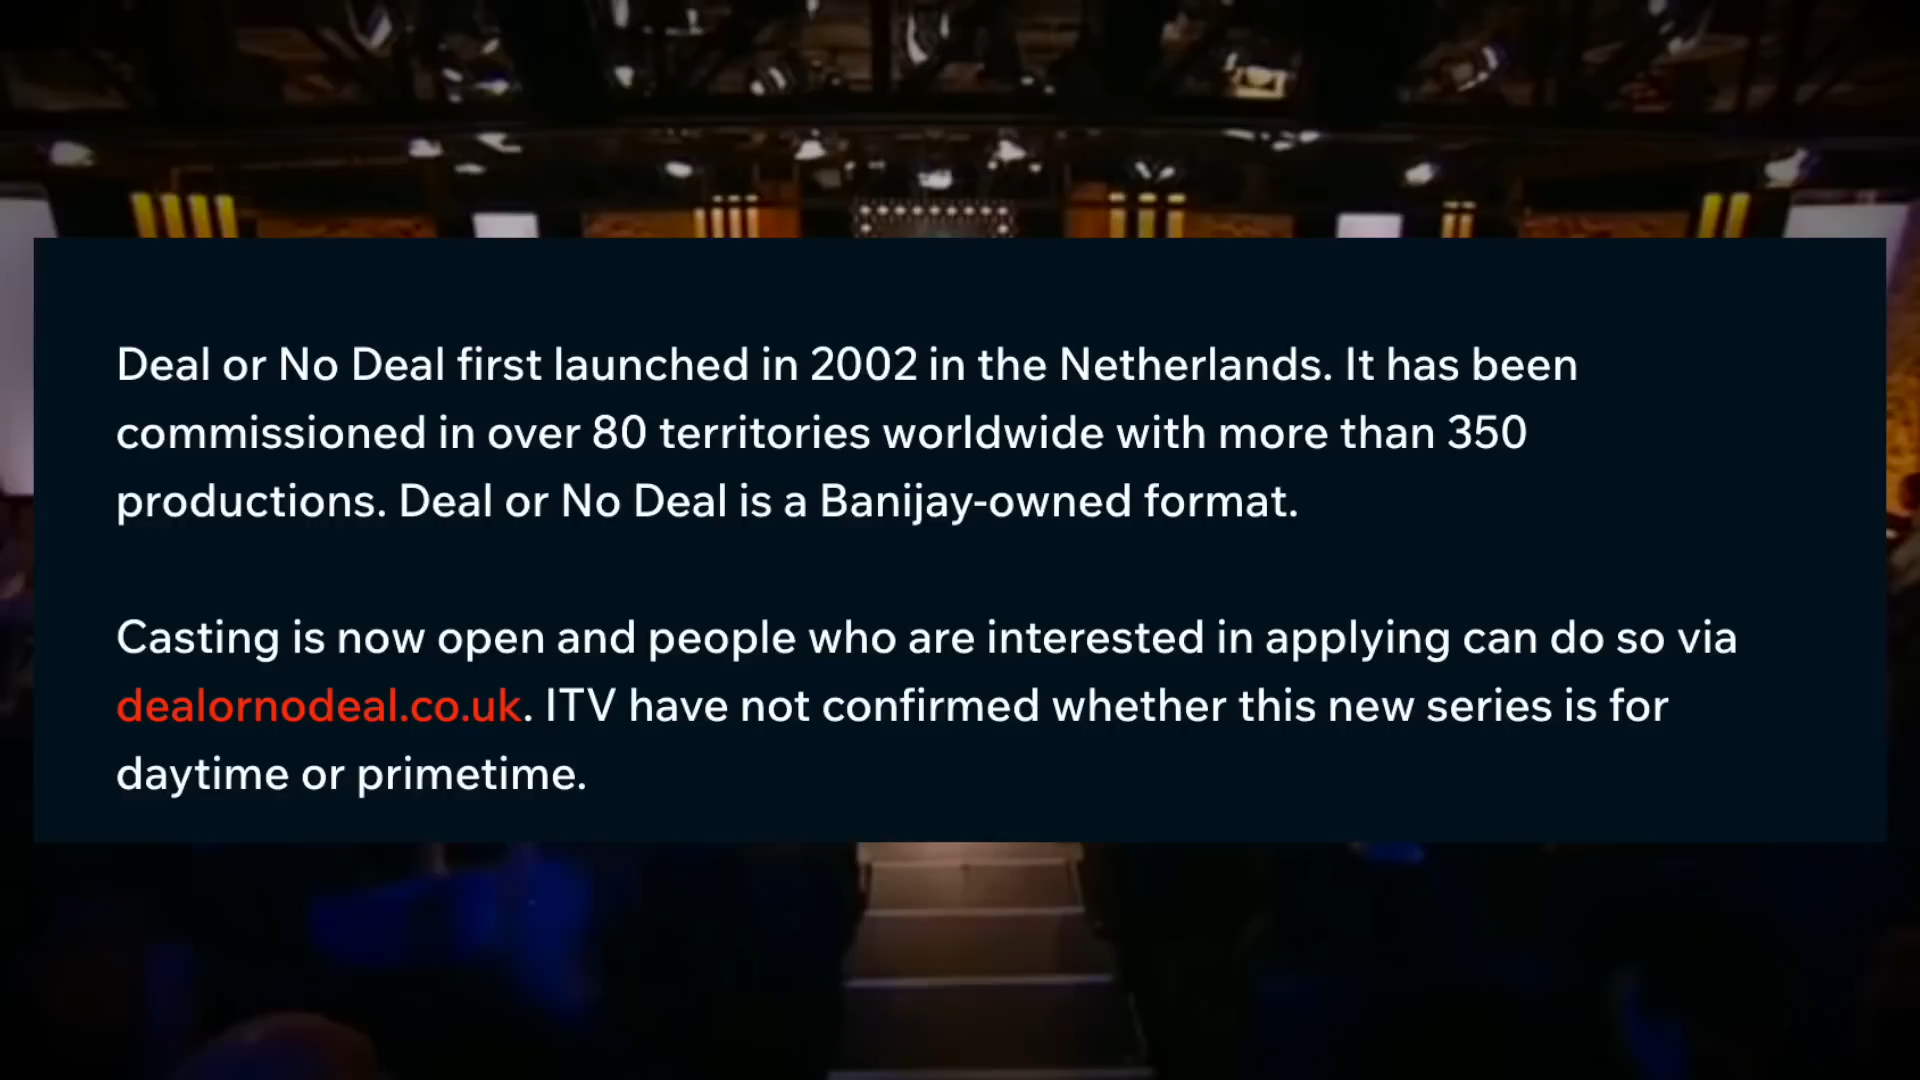 Deal or No Deal first launched in 2002 in the Netherlands. It has been
commissioned in over 80 territories worldwide with more than 350
productions. Deal or No Deal is a Banijay-owned format.
Casting is now open and people who are interested in applying can do so via
dealornodeal.co.uk. ITV have not confirmed whether this new series is for
daytime or primetime.